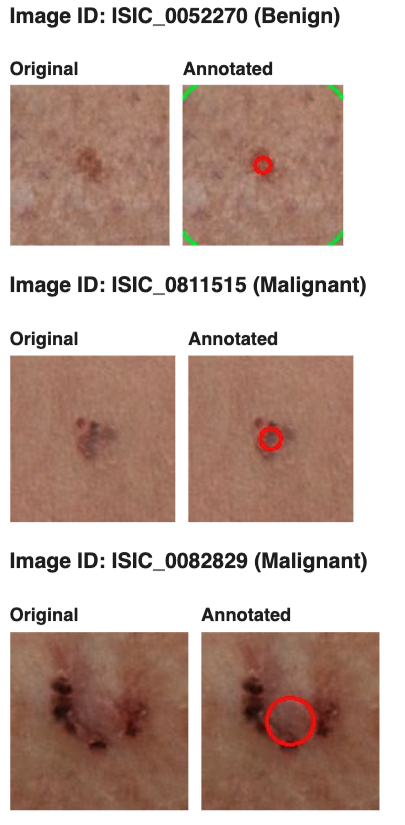 Image ID: ISIC_0052270 (Benign)
Original Annotated
Image ID: ISIC_0811515 (Malignant)
Original Annotated
Image ID: ISIC_0082829 (Malignant)
Original Annotated